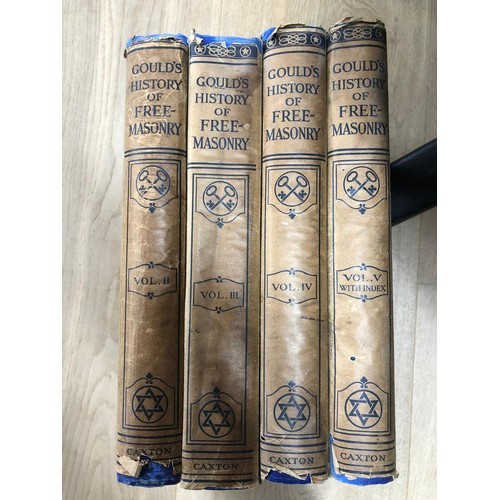 GOULD'S
HISTORY
OF
FREE-
MASONRY
VOL. II
CAXTON
GOULD'S
HISTORY
OF
FREE-
MASONRY
VOL. III.
CAXTON
GOULD'S
HISTORY
OF
FREE-
MASONRY
VOL. IV
CAXTON
GOULD'S
HISTORY
OF
FREE-
MASONRY
VOL. V
WITH INDEX
CAXTON